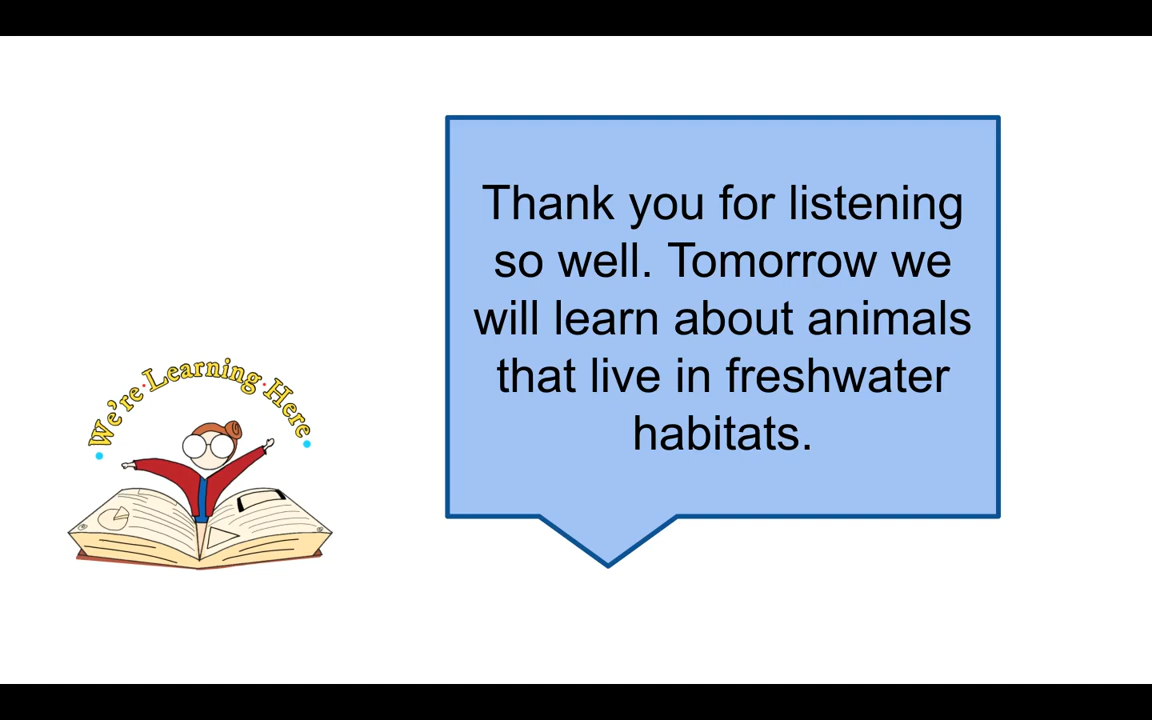 Thank you for listening
so well. Tomorrow we
will learn about animals
that live in freshwater
habitats.
We're·Learning·Here